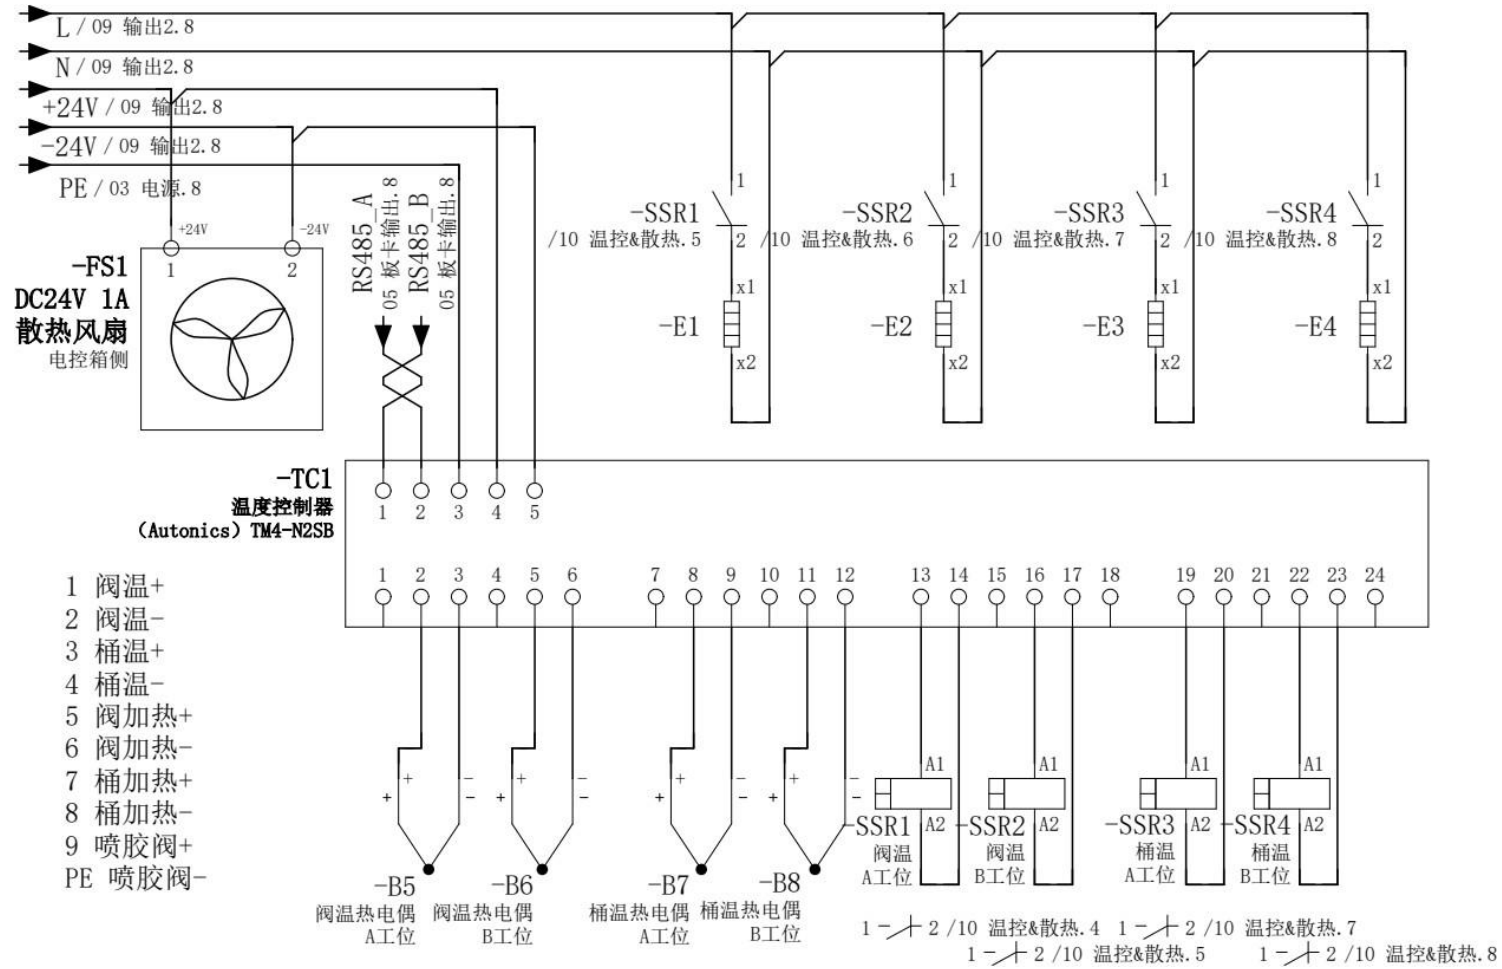 L / 09 输出2.8
N / 09 输出2.8
+24V / 09 输出2.8
-24V / 09 输出2.8
PE / 03 电源.8
RS485_A
05 板卡输出.8
RS485_B
05 板卡输出.8
+24V
-24V
1
2
-FS1
DC24V 1A
散热风扇
电控箱侧
1
-SSR1
/10 温控&散热.5
2
x1
-E1
x2
1
-SSR2
/10 温控&散热.6
2
x1
-E2
x2
1
-SSR3
/10 温控&散热.7
2
x1
-E3
x2
1
-SSR4
/10 温控&散热.8
2
x1
-E4
x2
-TC1
温度控制器
(Autonics) TM4-N2SB
1 2 3 4 5
1 2 3 4 5 6 7 8 9 10 11 12 13 14 15 16 17 18 19 20 21 22 23 24
1 阀温+
2 阀温-
3 桶温+
4 桶温-
5 阀加热+
6 阀加热-
7 桶加热+
8 桶加热-
9 喷胶阀+
PE 喷胶阀-
+ -
+ -
-B5
阀温热电偶
A工位
+ -
+ -
-B6
阀温热电偶
B工位
+ -
+ -
-B7
桶温热电偶
A工位
+ -
+ -
-B8
桶温热电偶
B工位
A1
-SSR1 A2
阀温
A工位
A1
-SSR2 A2
阀温
B工位
A1
-SSR3 A2
桶温
A工位
A1
-SSR4 A2
桶温
B工位
1 2 /10 温控&散热.4
1 2 /10 温控&散热.7
1 2 /10 温控&散热.5
1 2 /10 温控&散热.8